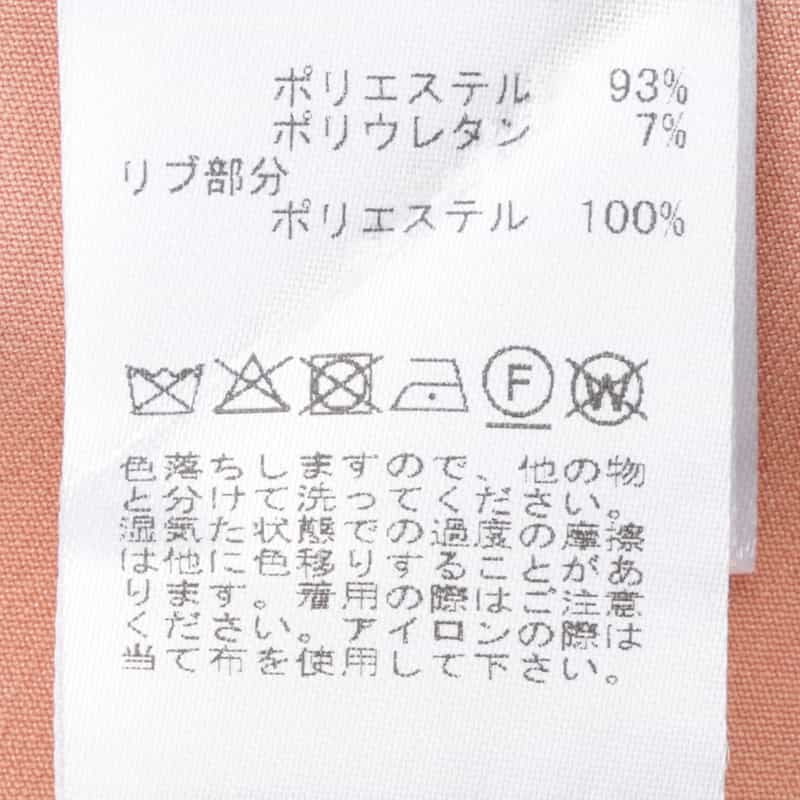 ポリエステル 93%
ポリウレタン 7%
リブ部分
ポリエステル 100%
F
W
色落ちしますので、他の物
と分けて洗ってください。
湿気た状態での過度の摩擦
は他に色移りすることがあ
ります。着用の際はご注意
ください。アイロンの際は
当て布を使用して下さい。